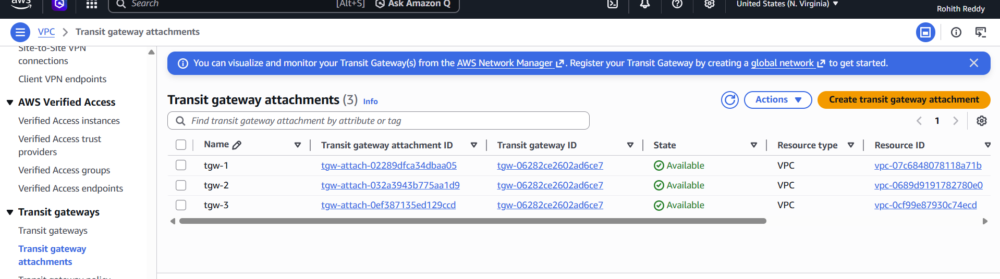 aws
Search [Alt+S] Ask Amazon Q United States (N. Virginia) Rohith Reddy
VPC Transit gateway attachments
Site-to-Site VPN
connections
Client VPN endpoints
AWS Verified Access
Verified Access instances
Verified Access trust
providers
Verified Access groups
Verified Access endpoints
Transit gateways
Transit gateways
Transit gateway
attachments
Transit gateway policy
You can visualize and monitor your Transit Gateway(s) from the AWS Network Manager. Register your Transit Gateway by creating a global network to get started.
Transit gateway attachments (3) Info Actions Create transit gateway attachment
Find transit gateway attachment by attribute or tag 1
Name Transit gateway attachment ID Transit gateway ID State Resource type Resource ID
tgw-1 tgw-attach-02289dfca34dbaa05 tgw-06282ce2602ad6ce7 Available VPC vpc-07c6848078118a71b
tgw-2 tgw-attach-032a3943b775aa1d9 tgw-06282ce2602ad6ce7 Available VPC vpc-0689d9191782780e0
tgw-3 tgw-attach-0ef387135ed129ccd tgw-06282ce2602ad6ce7 Available VPC vpc-0cf99e87930c74ecd